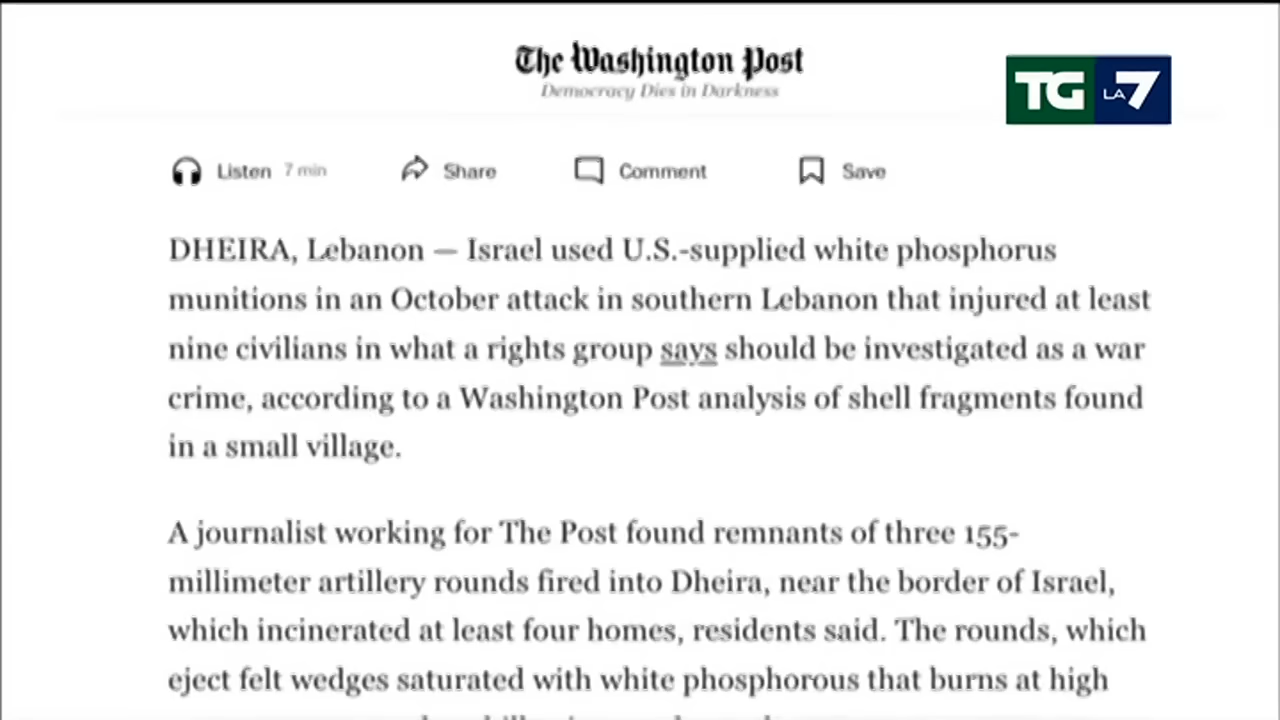 The Washington Post
Democracy Dies in Darkness
TG LA7
Listen 7 min Share Comment Save
DHEIRA, Lebanon — Israel used U.S.-supplied white phosphorus
munitions in an October attack in southern Lebanon that injured at least
nine civilians in what a rights group says should be investigated as a war
crime, according to a Washington Post analysis of shell fragments found
in a small village.
A journalist working for The Post found remnants of three 155-
millimeter artillery rounds fired into Dheira, near the border of Israel,
which incinerated at least four homes, residents said. The rounds, which
eject felt wedges saturated with white phosphorous that burns at high